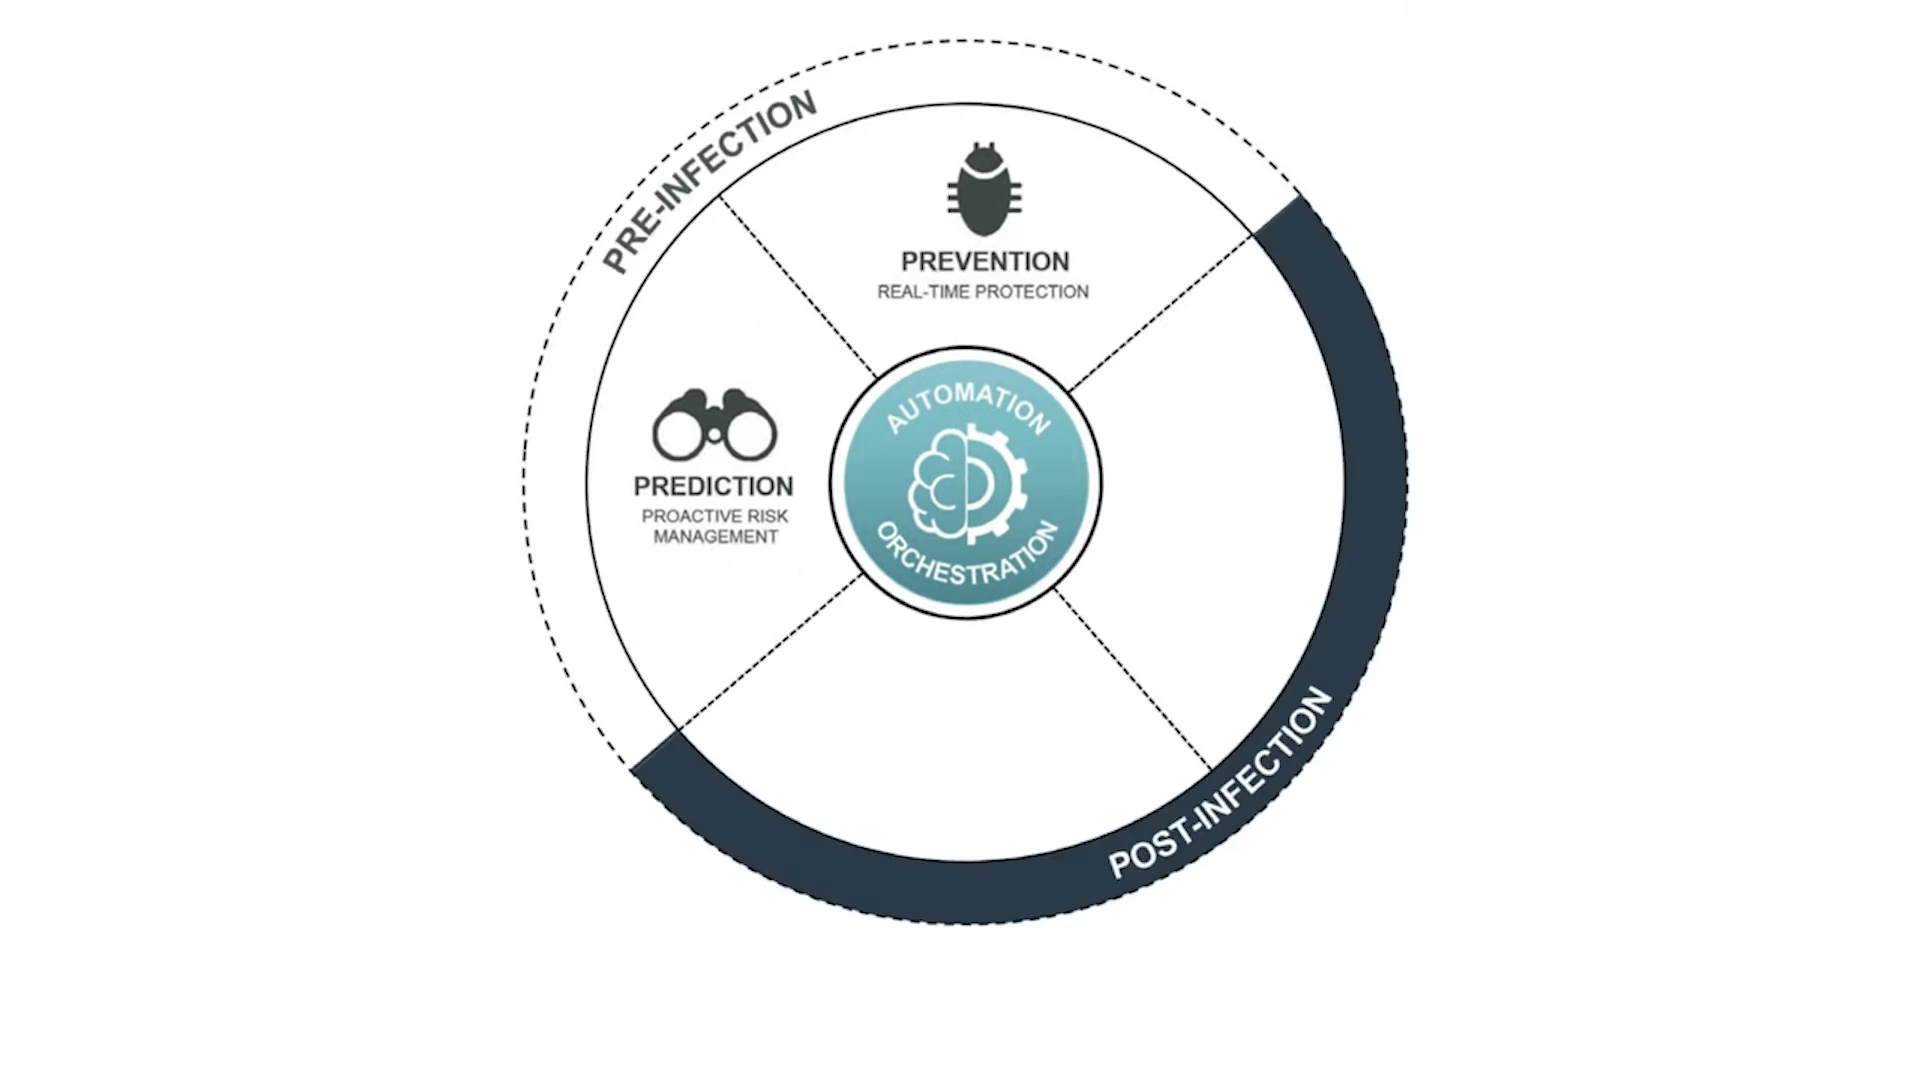 PRE-INFECTION
PREVENTION
REAL-TIME PROTECTION
PREDICTION
PROACTIVE RISK
MANAGEMENT
AUTOMATION
ORCHESTRATION
POST-INFECTION